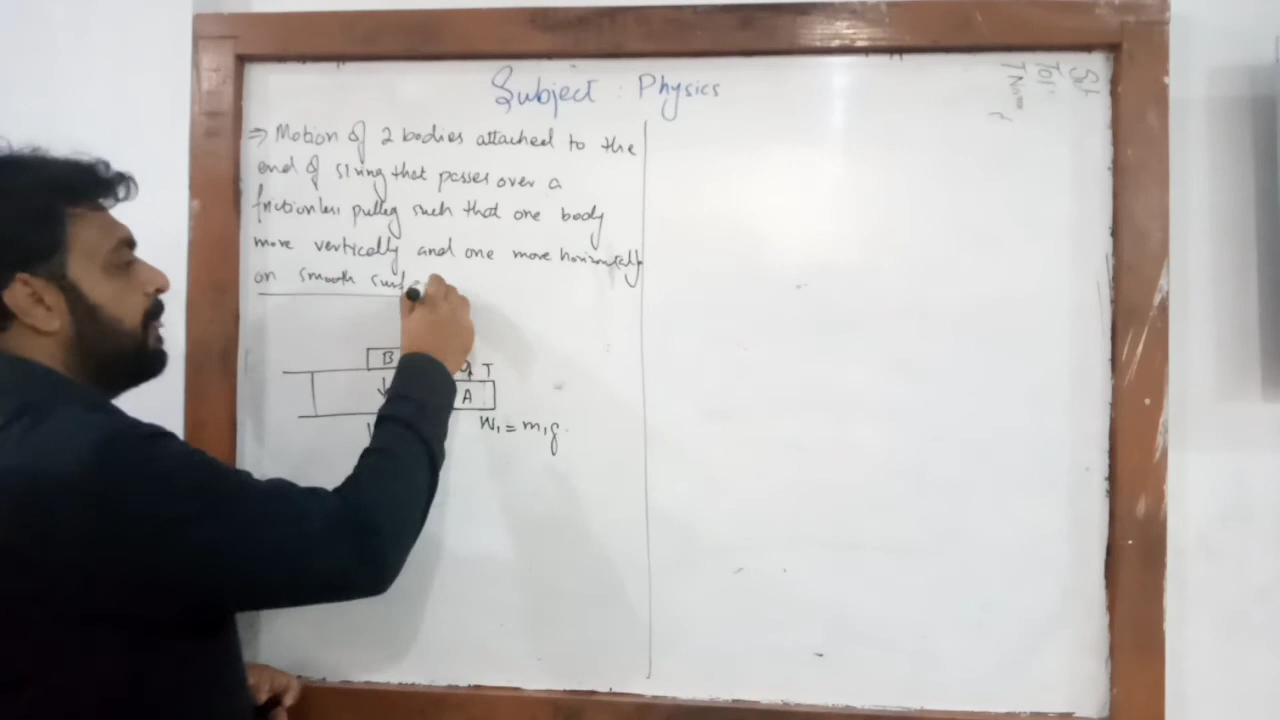 Subject : Physics
⇒ Motion of 2 bodies attached to the
end of string that passes over a
frictionless pulley such that one body
move vertically and one move horizontally
on smooth
B
T
A
W₁ = m₁g